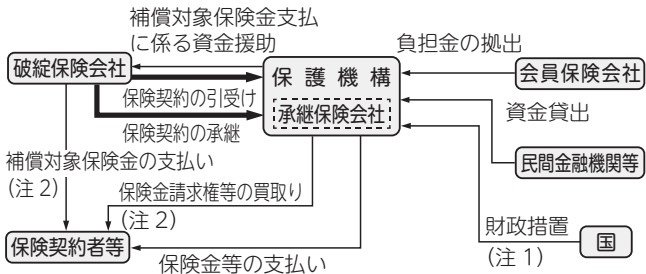 補償対象保険金支払
に係る資金援助
負担金の拠出
破綻保険会社
保護機構
会員保険会社
保険契約の引受け
承継保険会社
資金貸出
保険契約の承継
補償対象保険金の支払い
(注2)
民間金融機関等
保険金請求権等の買取り
(注2)
財政措置
(注1)
国
保険契約者等
保険金等の支払い